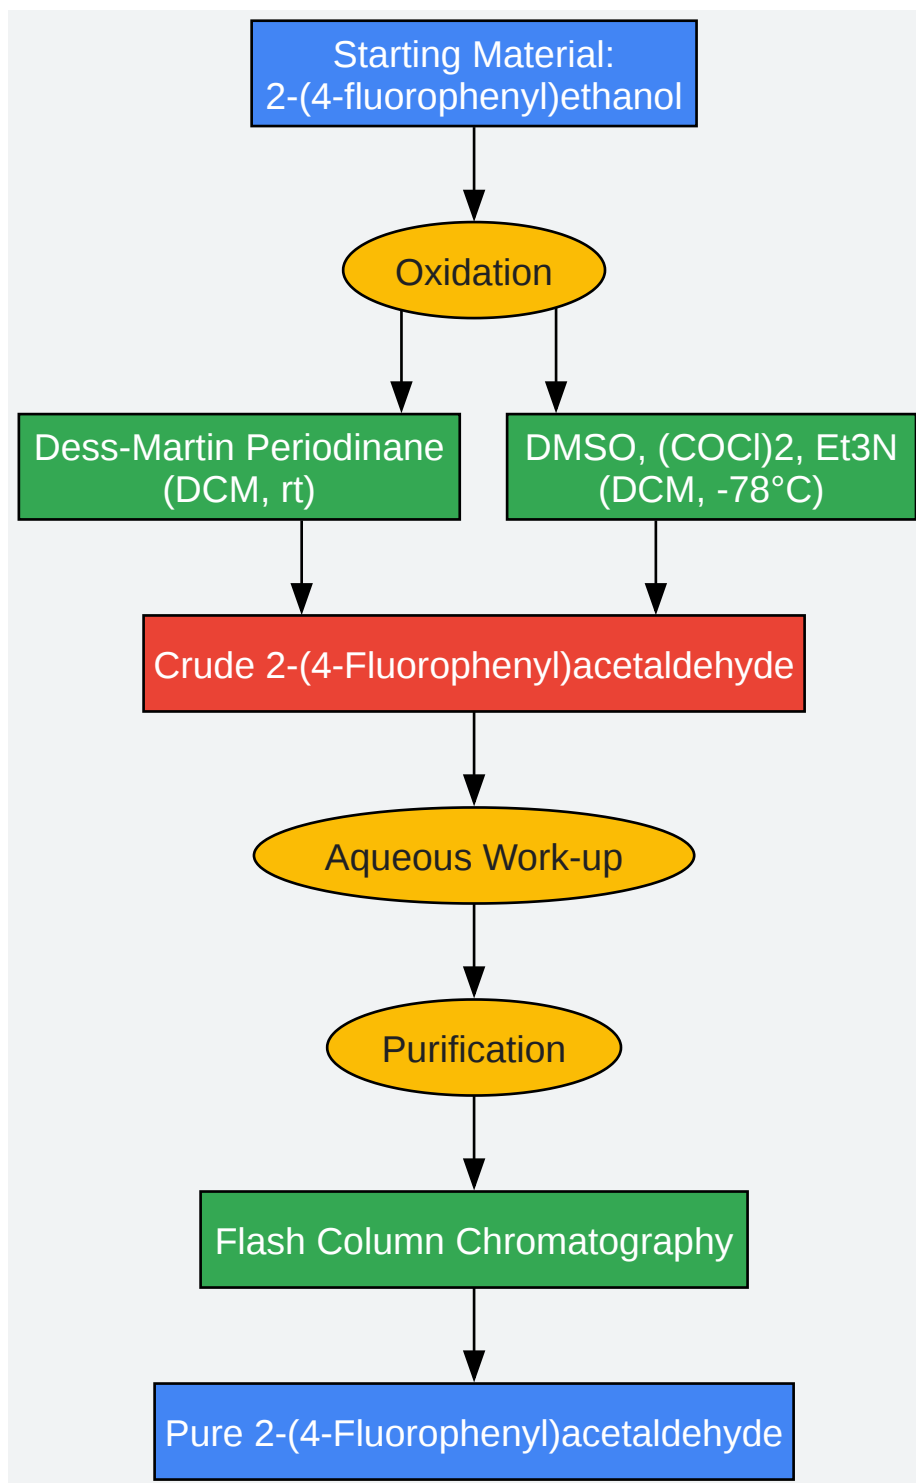 Starting Material:
2-(4-fluorophenyl)ethanol
Oxidation
Dess-Martin Periodinane
(DCM, rt)
DMSO, (COCl)2, Et3N
(DCM, -78°C)
Crude 2-(4-Fluorophenyl)acetaldehyde
Aqueous Work-up
Purification
Flash Column Chromatography
Pure 2-(4-Fluorophenyl)acetaldehyde